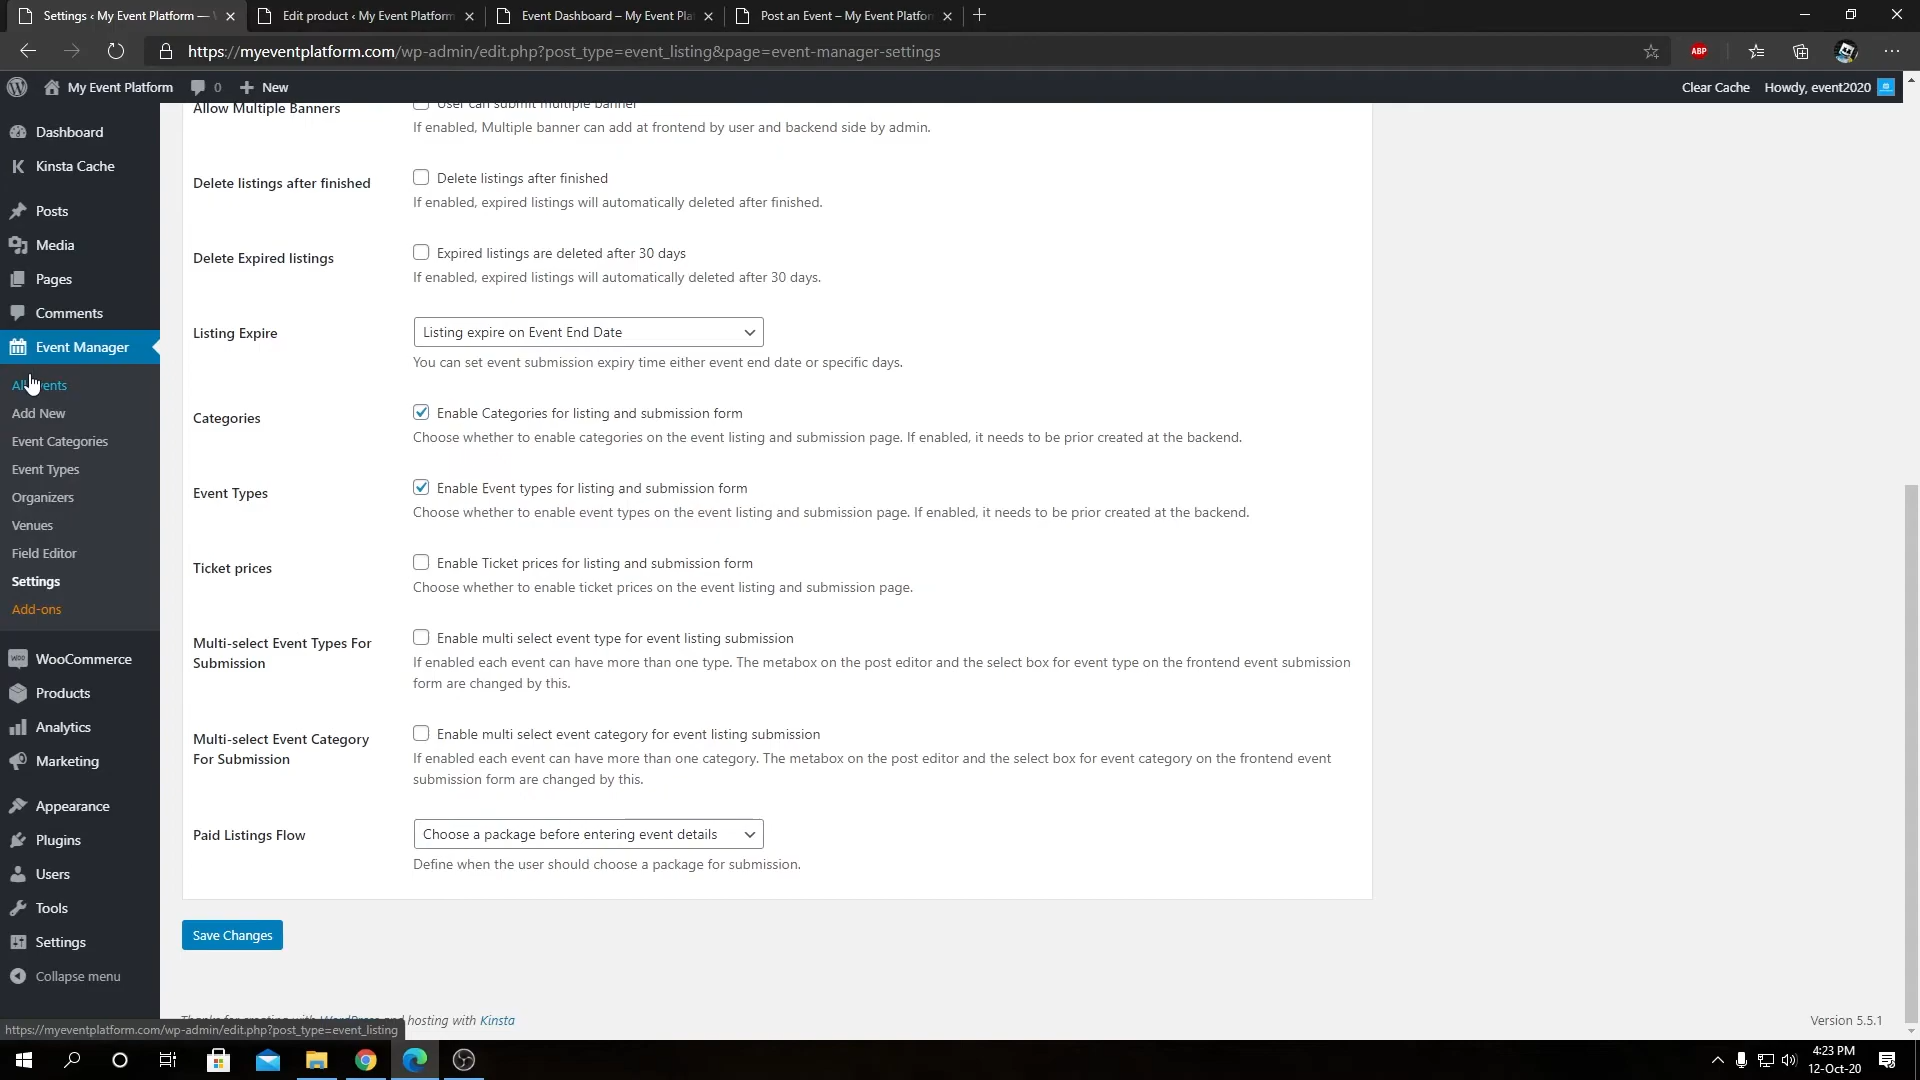 Settings ‹ My Event Platform — W
Edit product ‹ My Event Platform
Event Dashboard – My Event Pla
Post an Event – My Event Platfor
https://myeventplatform.com/wp-admin/edit.php?post_type=event_listing&page=event-manager-settings
ABP
My Event Platform
0
New
Clear Cache
Howdy, event2020
Dashboard
Kinsta Cache
Posts
Media
Pages
Comments
Event Manager
All Events
Add New
Event Categories
Event Types
Organizers
Venues
Field Editor
Settings
Add-ons
WooCommerce
Products
Analytics
Marketing
Appearance
Plugins
Users
Tools
Settings
Collapse menu
Allow Multiple Banners
User can submit multiple banner
If enabled, Multiple banner can add at frontend by user and backend side by admin.
Delete listings after finished
Delete listings after finished
If enabled, expired listings will automatically deleted after finished.
Delete Expired listings
Expired listings are deleted after 30 days
If enabled, expired listings will automatically deleted after 30 days.
Listing Expire
Listing expire on Event End Date
You can set event submission expiry time either event end date or specific days.
Categories
Enable Categories for listing and submission form
Choose whether to enable categories on the event listing and submission page. If enabled, it needs to be prior created at the backend.
Event Types
Enable Event types for listing and submission form
Choose whether to enable event types on the event listing and submission page. If enabled, it needs to be prior created at the backend.
Ticket prices
Enable Ticket prices for listing and submission form
Choose whether to enable ticket prices on the event listing and submission page.
Multi-select Event Types For
Submission
Enable multi select event type for event listing submission
If enabled each event can have more than one type. The metabox on the post editor and the select box for event type on the frontend event submission
form are changed by this.
Multi-select Event Category
For Submission
Enable multi select event category for event listing submission
If enabled each event can have more than one category. The metabox on the post editor and the select box for event category on the frontend event
submission form are changed by this.
Paid Listings Flow
Choose a package before entering event details
Define when the user should choose a package for submission.
Save Changes
Thanks for creating with WordPress and hosting with Kinsta
Version 5.5.1
https://myeventplatform.com/wp-admin/edit.php?post_type=event_listing
4:23 PM
12-Oct-20